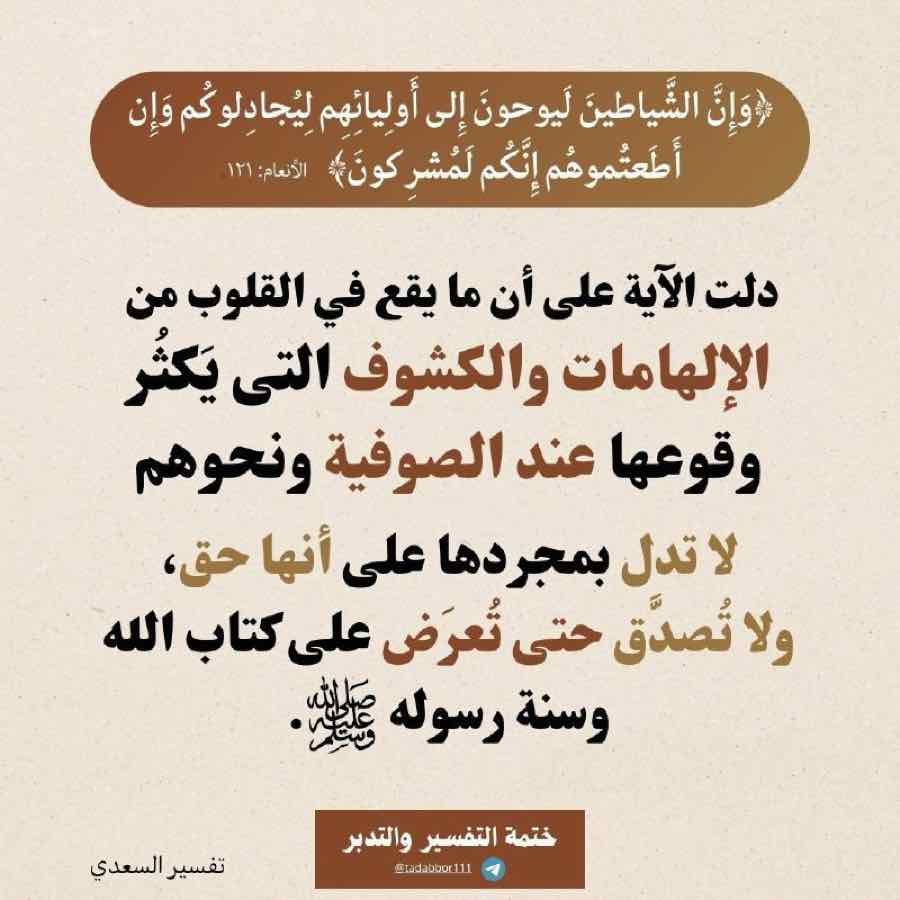 ﴿وَإِنَّ الشَّياطينَ لَيوحونَ إِلى أَولِيائِهِم لِيُجادِلوكُم وَإِن
أَطَعتُموهُم إِنَّكُم لَمُشرِكونَ﴾ الأنعام: ١٢١.
دلت الآية على أن ما يقع في القلوب من
الإلهامات والكشوف التى يَكثُر
وقوعها عند الصوفية ونحوهم
لا تدل بمجردها على أنها حق،
ولا تُصدَّق حتى تُعرَض على كتاب الله
وسنة رسوله ﷺ.
ختمة التفسير والتدبر
@tadabbor111
تفسير السعدي